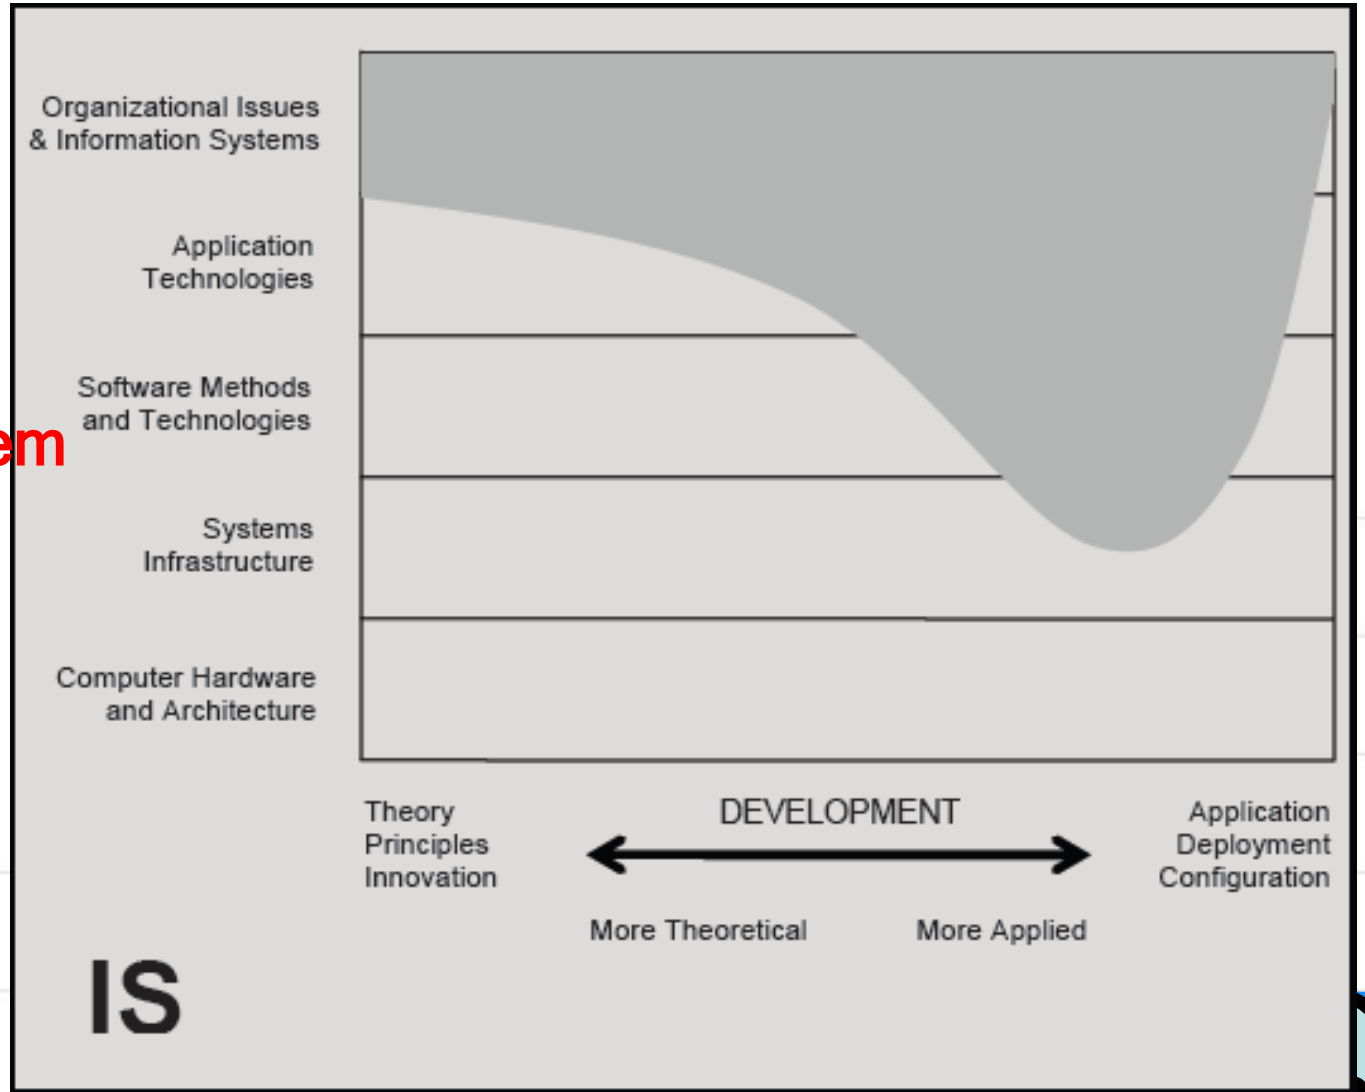 Organizational Issues
& Information Systems
Application
Technologies
Software Methods
and Technologies
em
Systems
Infrastructure
Computer Hardware
and Architecture
Theory
Principles
Innovation
DEVELOPMENT
Application
Deployment
Configuration
More Theoretical
More Applied
IS